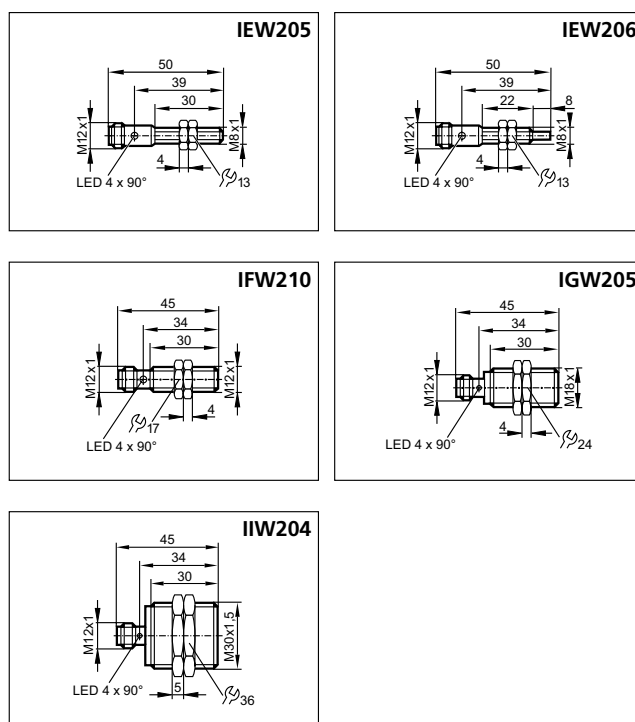 IEW205
50
39
30
M12x1
M8x1
4
LED 4 x 90°
13
IEW206
50
39
22
8
M12x1
M8x1
4
LED 4 x 90°
13
IFW210
45
34
30
M12x1
M12x1
4
17
LED 4 x 90°
IGW205
45
34
30
M12x1
M18x1
4
LED 4 x 90°
24
IIW204
45
34
30
M12x1
M30x1,5
LED 4 x 90°
5
36